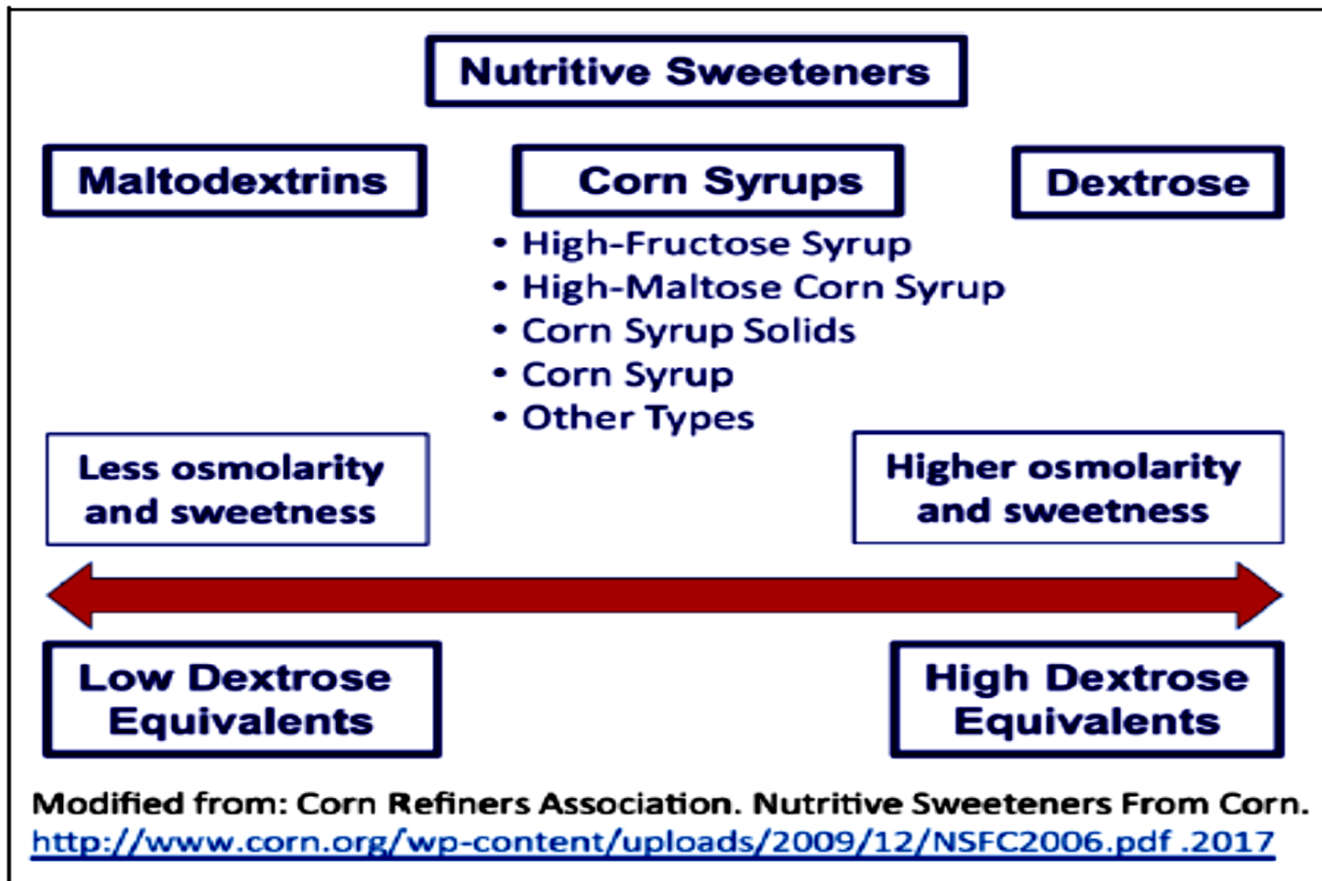 Nutritive Sweeteners
Maltodextrins
Corn Syrups
Dextrose
• High-Fructose Syrup
• High-Maltose Corn Syrup
• Corn Syrup Solids
• Corn Syrup
• Other Types
Less osmolarity
and sweetness
Higher osmolarity
and sweetness
Low Dextrose
Equivalents
High Dextrose
Equivalents
Modified from: Corn Refiners Association. Nutritive Sweeteners From Corn.
http://www.corn.org/wp-content/uploads/2009/12/NSFC2006.pdf .2017